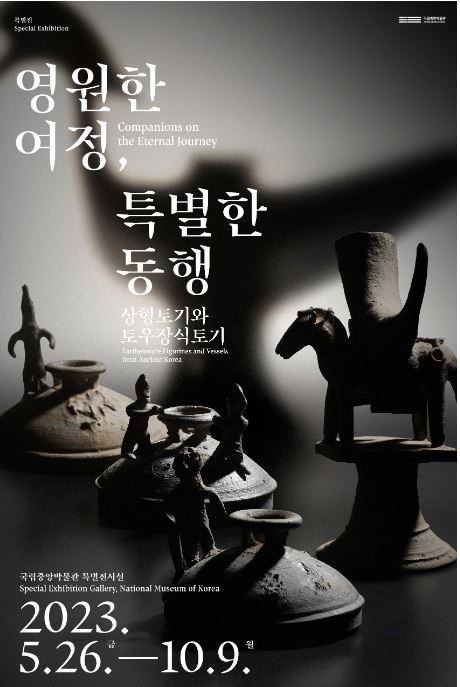 특별전
Special Exhibition
영원한
여정,
Companions on
the Eternal Journey
특별한
동행
상형토기와
토우장식토기
Earthenware Figurines and Vessels
from Ancient Korea
국립중앙박물관 특별전시실
Special Exhibition Gallery, National Museum of Korea
2023.
5.26.금—10.9.월